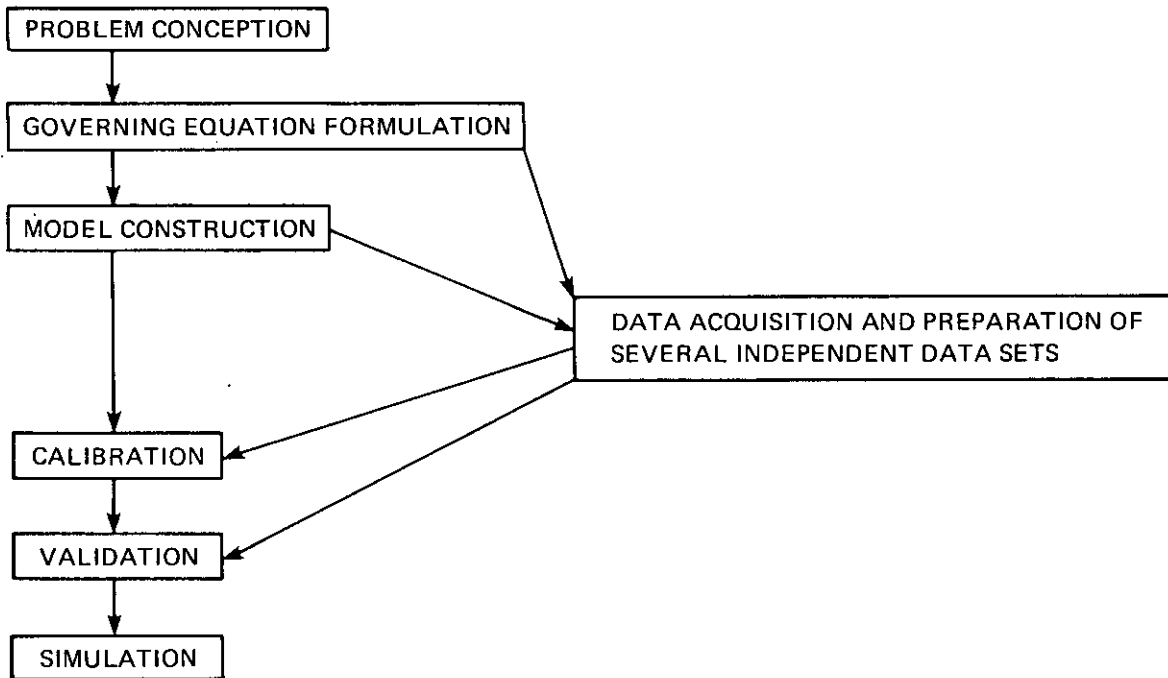 PROBLEM CONCEPTION
GOVERNING EQUATION FORMULATION
MODEL CONSTRUCTION
DATA ACQUISITION AND PREPARATION OF
SEVERAL INDEPENDENT DATA SETS
CALIBRATION
VALIDATION
SIMULATION